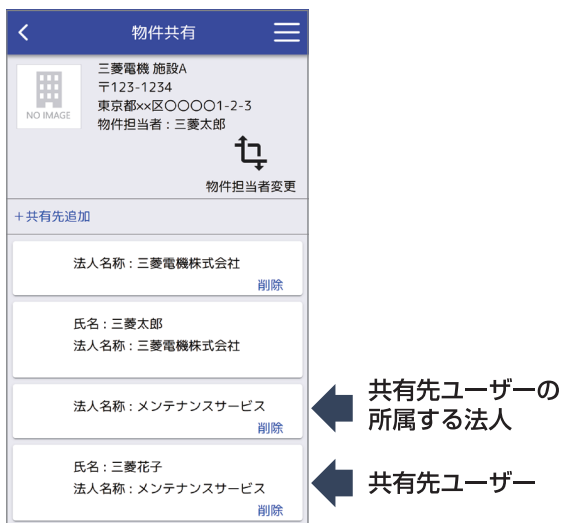 物件共有
三菱電機 施設A
〒123-1234
東京都××区〇〇〇〇1-2-3
物件担当者：三菱太郎
NO IMAGE
物件担当者変更
＋共有先追加
法人名称：三菱電機株式会社
削除
氏名：三菱太郎
法人名称：三菱電機株式会社
法人名称：メンテナンスサービス
削除
共有先ユーザーの
所属する法人
氏名：三菱花子
法人名称：メンテナンスサービス
削除
共有先ユーザー